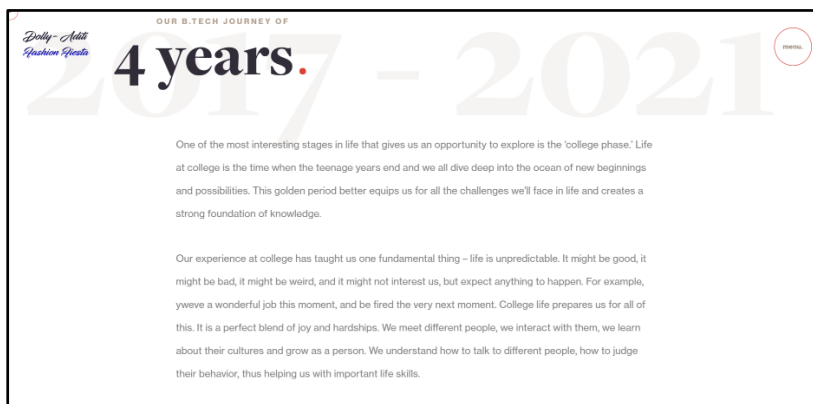 OUR B.TECH JOURNEY OF
Dolly- Aditi
Fashion Fiesta
4 years.
menu.
2017 - 2021
One of the most interesting stages in life that gives us an opportunity to explore is the ‘college phase.’ Life
at college is the time when the teenage years end and we all dive deep into the ocean of new beginnings
and possibilities. This golden period better equips us for all the challenges we'll face in life and creates a
strong foundation of knowledge.
Our experience at college has taught us one fundamental thing – life is unpredictable. It might be good, it
might be bad, it might be weird, and it might not interest us, but expect anything to happen. For example,
yweve a wonderful job this moment, and be fired the very next moment. College life prepares us for all of
this. It is a perfect blend of joy and hardships. We meet different people, we interact with them, we learn
about their cultures and grow as a person. We understand how to talk to different people, how to judge
their behavior, thus helping us with important life skills.